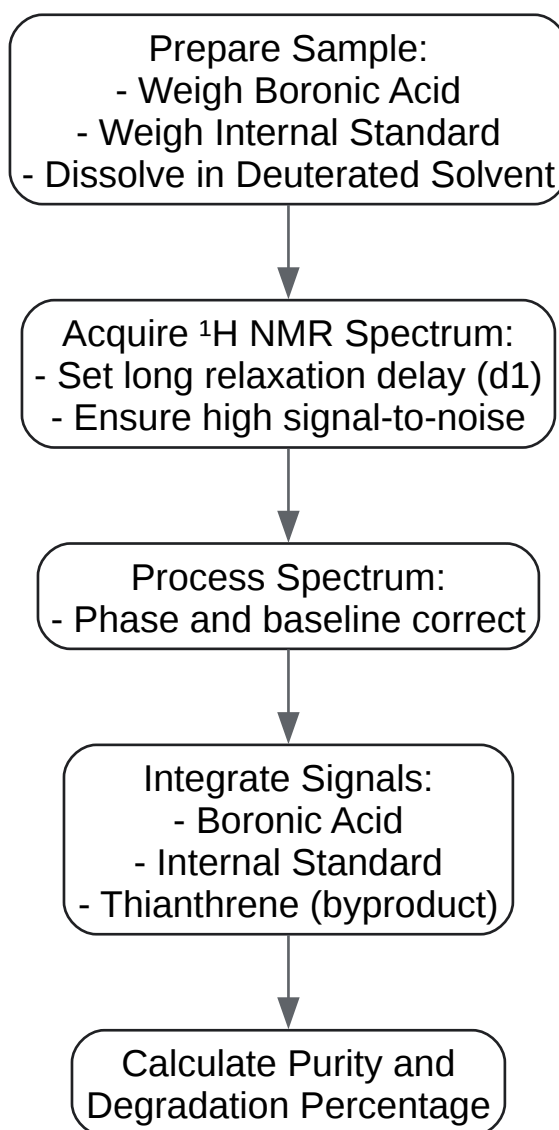 Prepare Sample:
- Weigh Boronic Acid
- Weigh Internal Standard
- Dissolve in Deuterated Solvent
Acquire ¹H NMR Spectrum:
- Set long relaxation delay (d1)
- Ensure high signal-to-noise
Process Spectrum:
- Phase and baseline correct
Integrate Signals:
- Boronic Acid
- Internal Standard
- Thianthrene (byproduct)
Calculate Purity and
Degradation Percentage